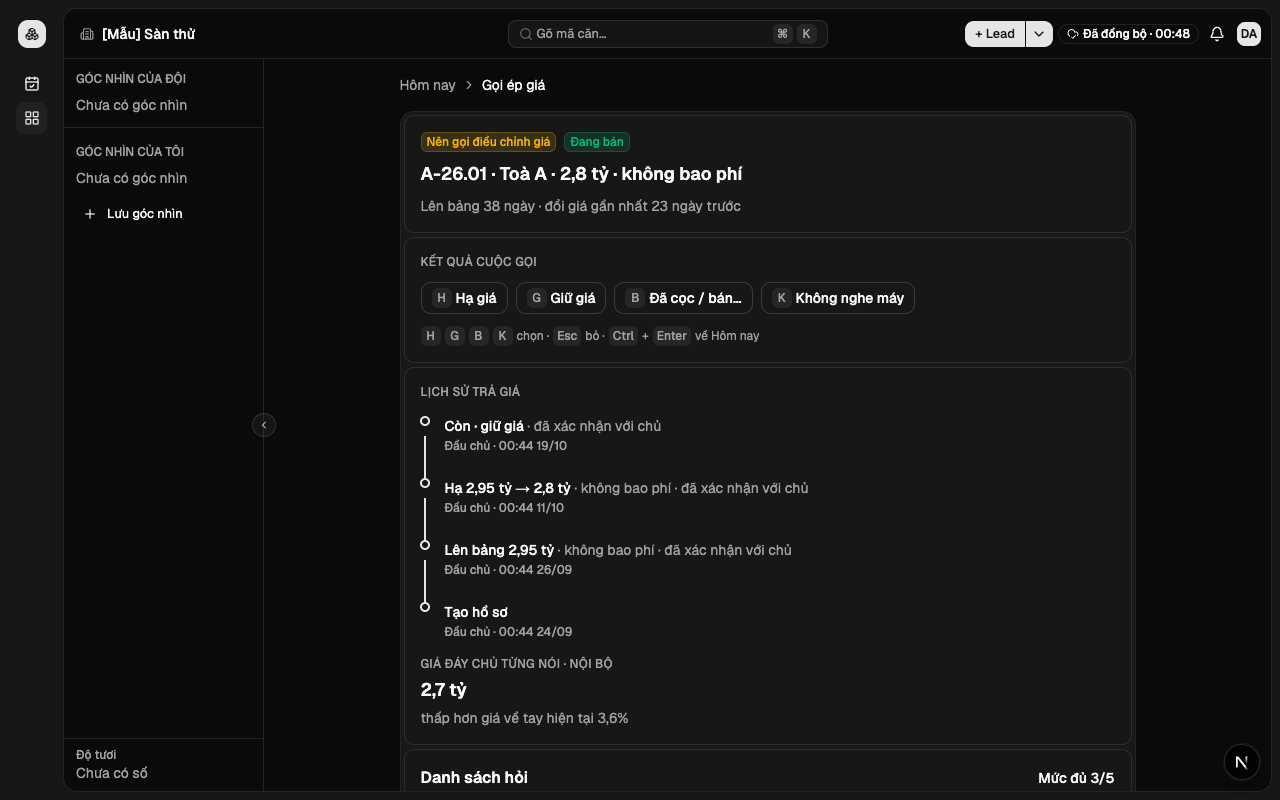 [Mẫu] Sàn thử
Gõ mã căn...
⌘ K
+ Lead
Đã đồng bộ · 00:48
DA
GÓC NHÌN CỦA ĐỘI
Chưa có góc nhìn
GÓC NHÌN CỦA TÔI
Chưa có góc nhìn
+ Lưu góc nhìn
Độ tươi
Chưa có số
Hôm nay > Gọi ép giá
Nên gọi điều chỉnh giá Đang bán
A-26.01 · Toà A · 2,8 tỷ · không bao phí
Lên bảng 38 ngày · đổi giá gần nhất 23 ngày trước
KẾT QUẢ CUỘC GỌI
H Hạ giá G Giữ giá B Đã cọc / bán... K Không nghe máy
H G B K chọn · Esc bỏ · Ctrl + Enter về Hôm nay
LỊCH SỬ TRẢ GIÁ
Còn · giữ giá · đã xác nhận với chủ
Đầu chủ · 00:44 19/10
Hạ 2,95 tỷ → 2,8 tỷ · không bao phí · đã xác nhận với chủ
Đầu chủ · 00:44 11/10
Lên bảng 2,95 tỷ · không bao phí · đã xác nhận với chủ
Đầu chủ · 00:44 26/09
Tạo hồ sơ
Đầu chủ · 00:44 24/09
GIÁ ĐÁY CHỦ TỪNG NÓI · NỘI BỘ
2,7 tỷ
thấp hơn giá về tay hiện tại 3,6%
Danh sách hỏi
Mức đủ 3/5
N